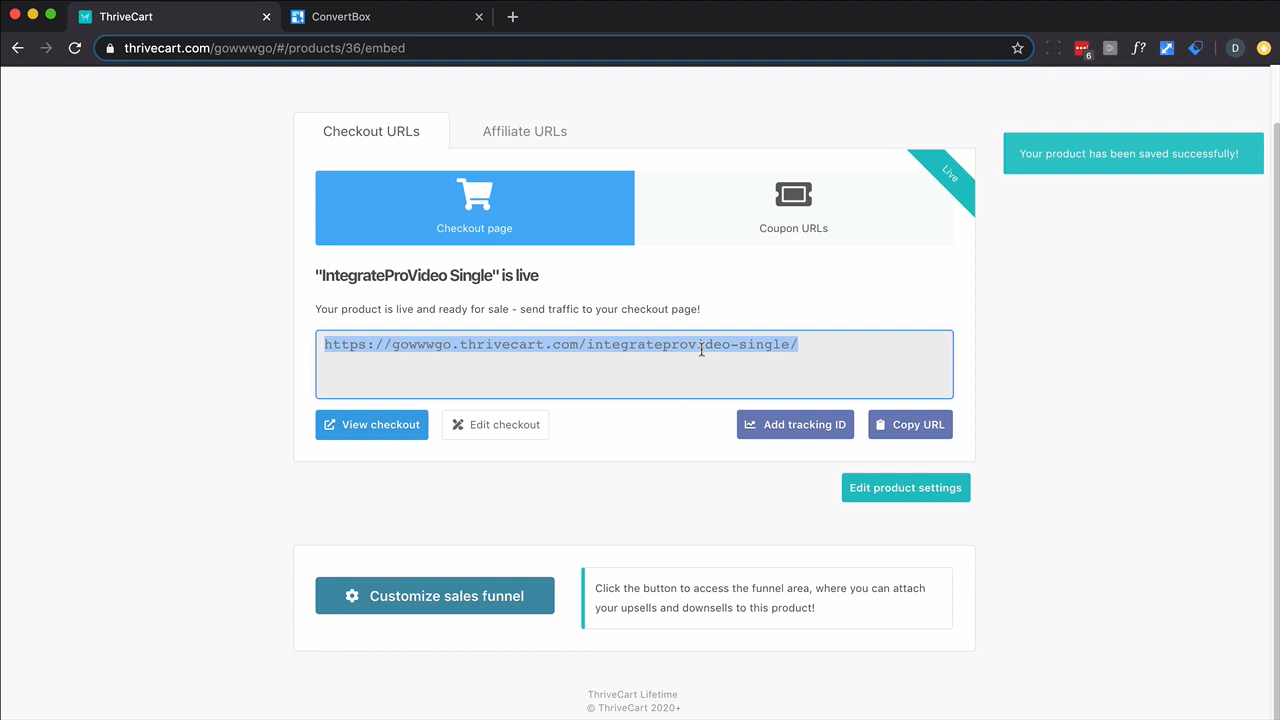 ThriveCart
ConvertBox
thrivecart.com/gowwwgo/#/products/36/embed
6
f?
D
Checkout URLs
Affiliate URLs
Your product has been saved successfully!
Live
Checkout page
Coupon URLs
"IntegrateProVideo Single" is live
Your product is live and ready for sale - send traffic to your checkout page!
https://gowwwgo.thrivecart.com/integrateprovideo-single/
View checkout
Edit checkout
Add tracking ID
Copy URL
Edit product settings
Customize sales funnel
Click the button to access the funnel area, where you can attach
your upsells and downsells to this product!
ThriveCart Lifetime
© ThriveCart 2020+